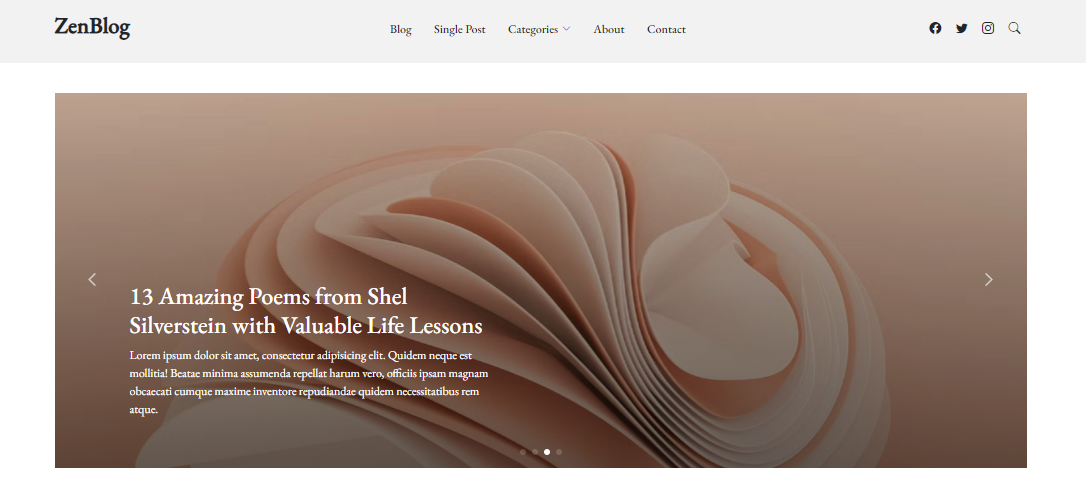 ZenBlog
Blog Single Post Categories About Contact
13 Amazing Poems from Shel
Silverstein with Valuable Life Lessons
Lorem ipsum dolor sit amet, consectetur adipisicing elit. Quidem neque est
mollitia! Beatae minima assumenda repellat harum vero, officiis ipsam magnam
obcaecati cumque maxime inventore repudiandae quidem necessitatibus rem
atque.